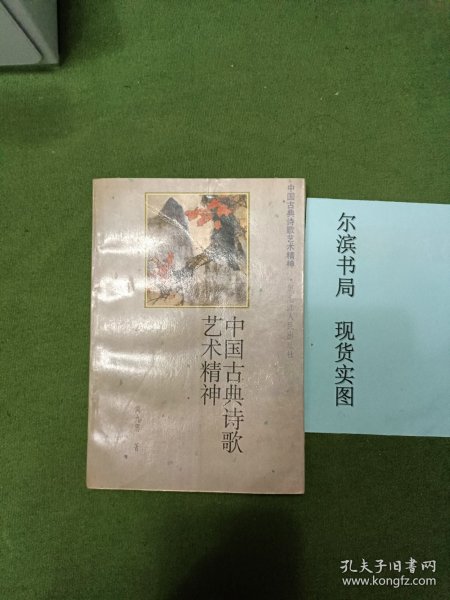 中国古典诗歌
艺术精神
著
中国古典诗歌艺术精神
尔滨书局 现货实图
孔夫子旧书网
www.kongfz.com